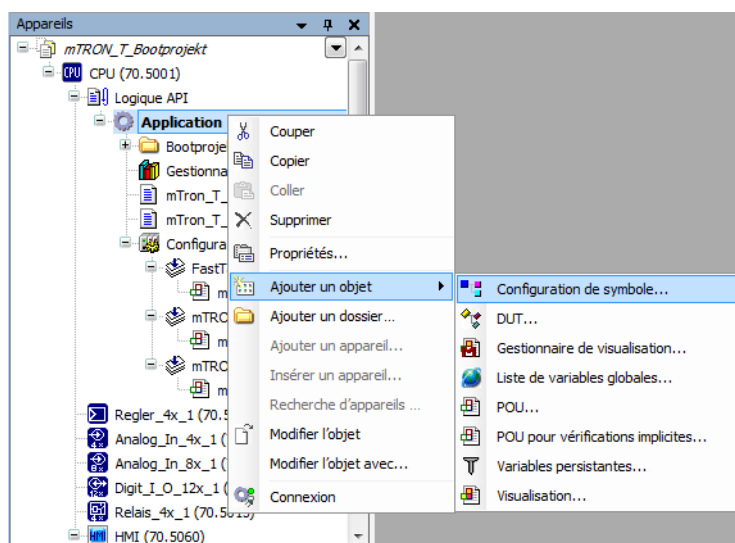 Appareils
mTRON_T_Bootprojekt
CPU (70.5001)
Logique API
Application
Bootproje
Gestionna
mTron_T_
mTron_T_
Configura
FastT
m
mTRO
m
mTRO
m
Regler_4x_1 (70.5
Analog_In_4x_1 (
Analog_In_8x_1 (
Digit_I_O_12x_1 (
Relais_4x_1 (70.5015)
HMI (70.5060)
Couper
Copier
Coller
Supprimer
Propriétés...
Ajouter un objet
Ajouter un dossier...
Ajouter un appareil...
Insérer un appareil...
Recherche d'appareils ...
Modifier l'objet
Modifier l'objet avec...
Connexion
Configuration de symbole...
DUT...
Gestionnaire de visualisation...
Liste de variables globales...
POU...
POU pour vérifications implicites...
Variables persistantes...
Visualisation...